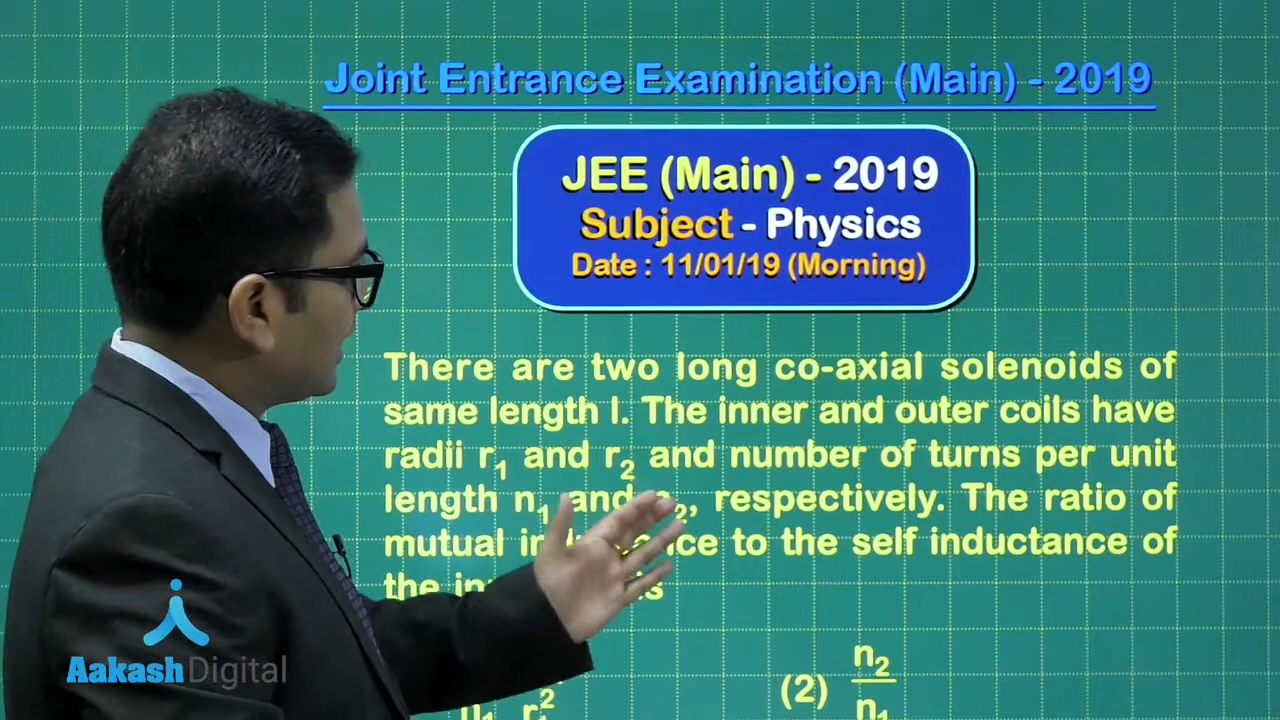 Joint Entrance Examination (Main) - 2019
JEE (Main) - 2019
Subject - Physics
Date : 11/01/19 (Morning)
There are two long co-axial solenoids of
same length l. The inner and outer coils have
radii r₁ and r₂ and number of turns per unit
length n₁ and n₂, respectively. The ratio of
mutual to the self inductance of
the
(2) n₂
n₁
r₁²
Aakash Digital